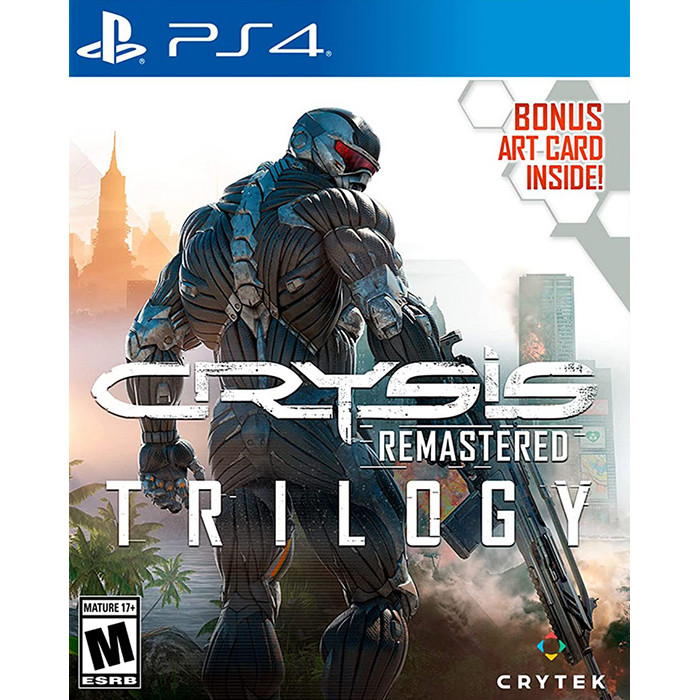 PS4
BONUS
ART CARD
INSIDE!
CRYSIS
REMASTERED
TRILOGY
MATURE 17+
M
ESRB
CRYTEK